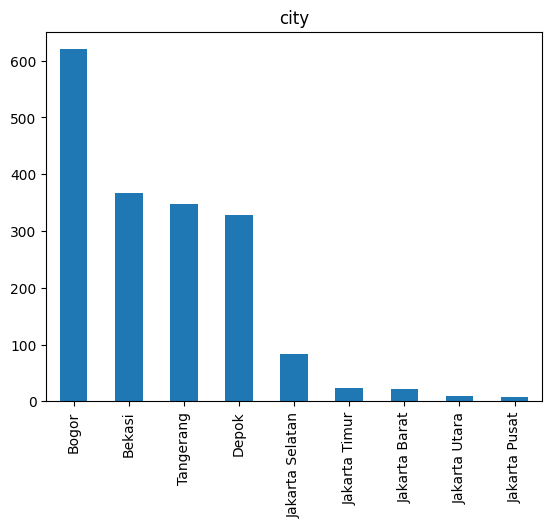 city
600
500
400
300
200
100
0
Bogor
Bekasi
Tangerang
Depok
Jakarta Selatan
Jakarta Timur
Jakarta Barat
Jakarta Utara
Jakarta Pusat